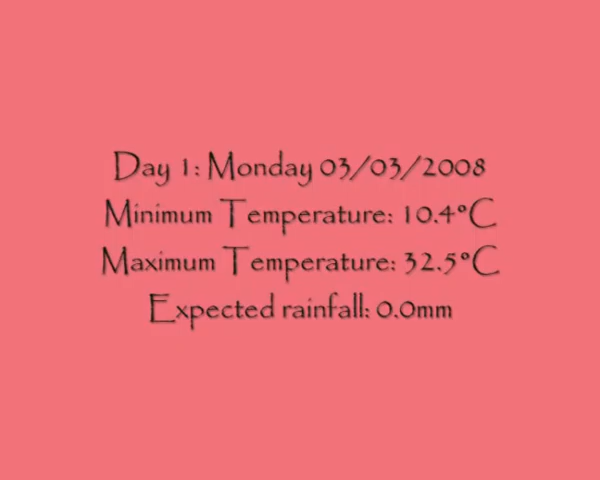 Day 1: Monday 03/03/2008
Minimum Temperature: 10.4°C
Maximum Temperature: 32.5°C
Expected rainfall: 0.0mm